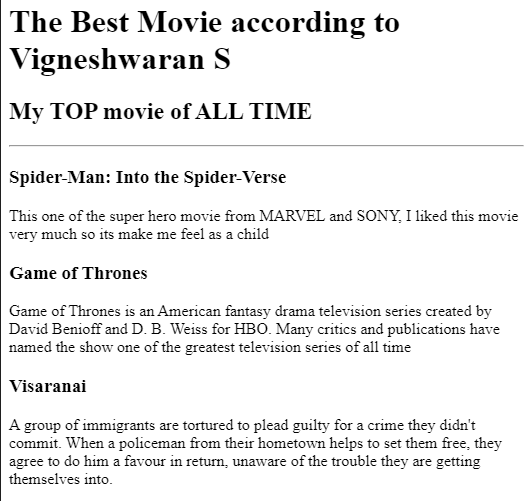 The Best Movie according to
Vigneshwaran S
My TOP movie of ALL TIME
Spider-Man: Into the Spider-Verse
This one of the super hero movie from MARVEL and SONY, I liked this movie
very much so its make me feel as a child
Game of Thrones
Game of Thrones is an American fantasy drama television series created by
David Benioff and D. B. Weiss for HBO. Many critics and publications have
named the show one of the greatest television series of all time
Visaranai
A group of immigrants are tortured to plead guilty for a crime they didn't
commit. When a policeman from their hometown helps to set them free, they
agree to do him a favour in return, unaware of the trouble they are getting
themselves into.